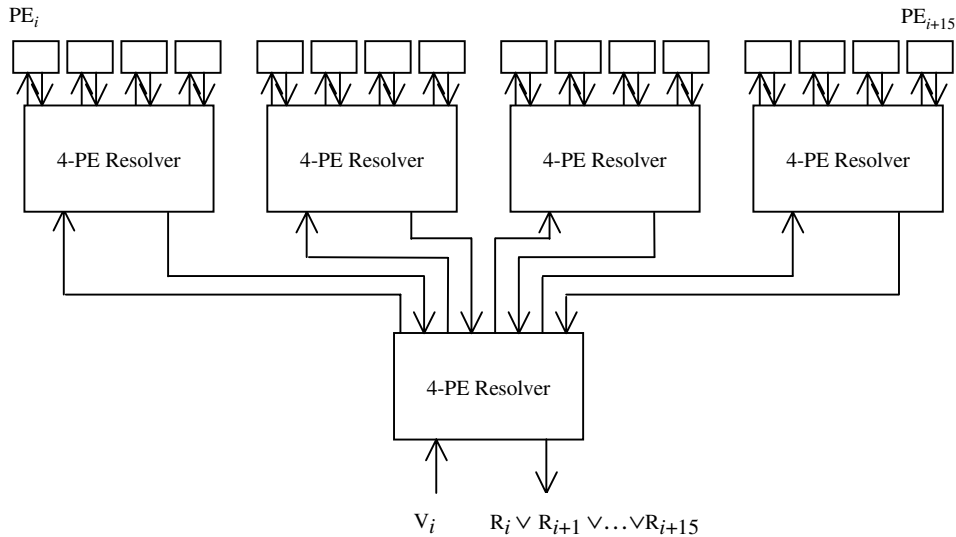 PEᵢ PEᵢ₊₁₅
4-PE Resolver 4-PE Resolver 4-PE Resolver 4-PE Resolver
4-PE Resolver
Vᵢ Rᵢ ∨ Rᵢ₊₁ ∨…∨Rᵢ₊₁₅